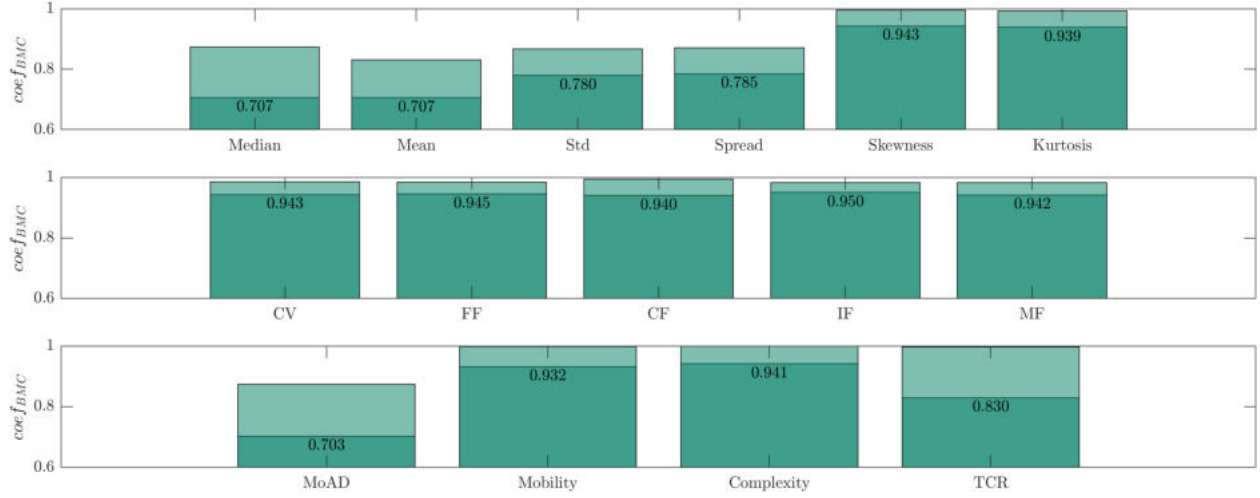 1
0.8
0.6
coef_BMC
0.707 0.707 0.780 0.785 0.943 0.939
Median Mean Std Spread Skewness Kurtosis
1
0.8
0.6
coef_BMC
0.943 0.945 0.940 0.950 0.942
CV FF CF IF MF
1
0.8
0.6
coef_BMC
0.703 0.932 0.941 0.830
MoAD Mobility Complexity TCR